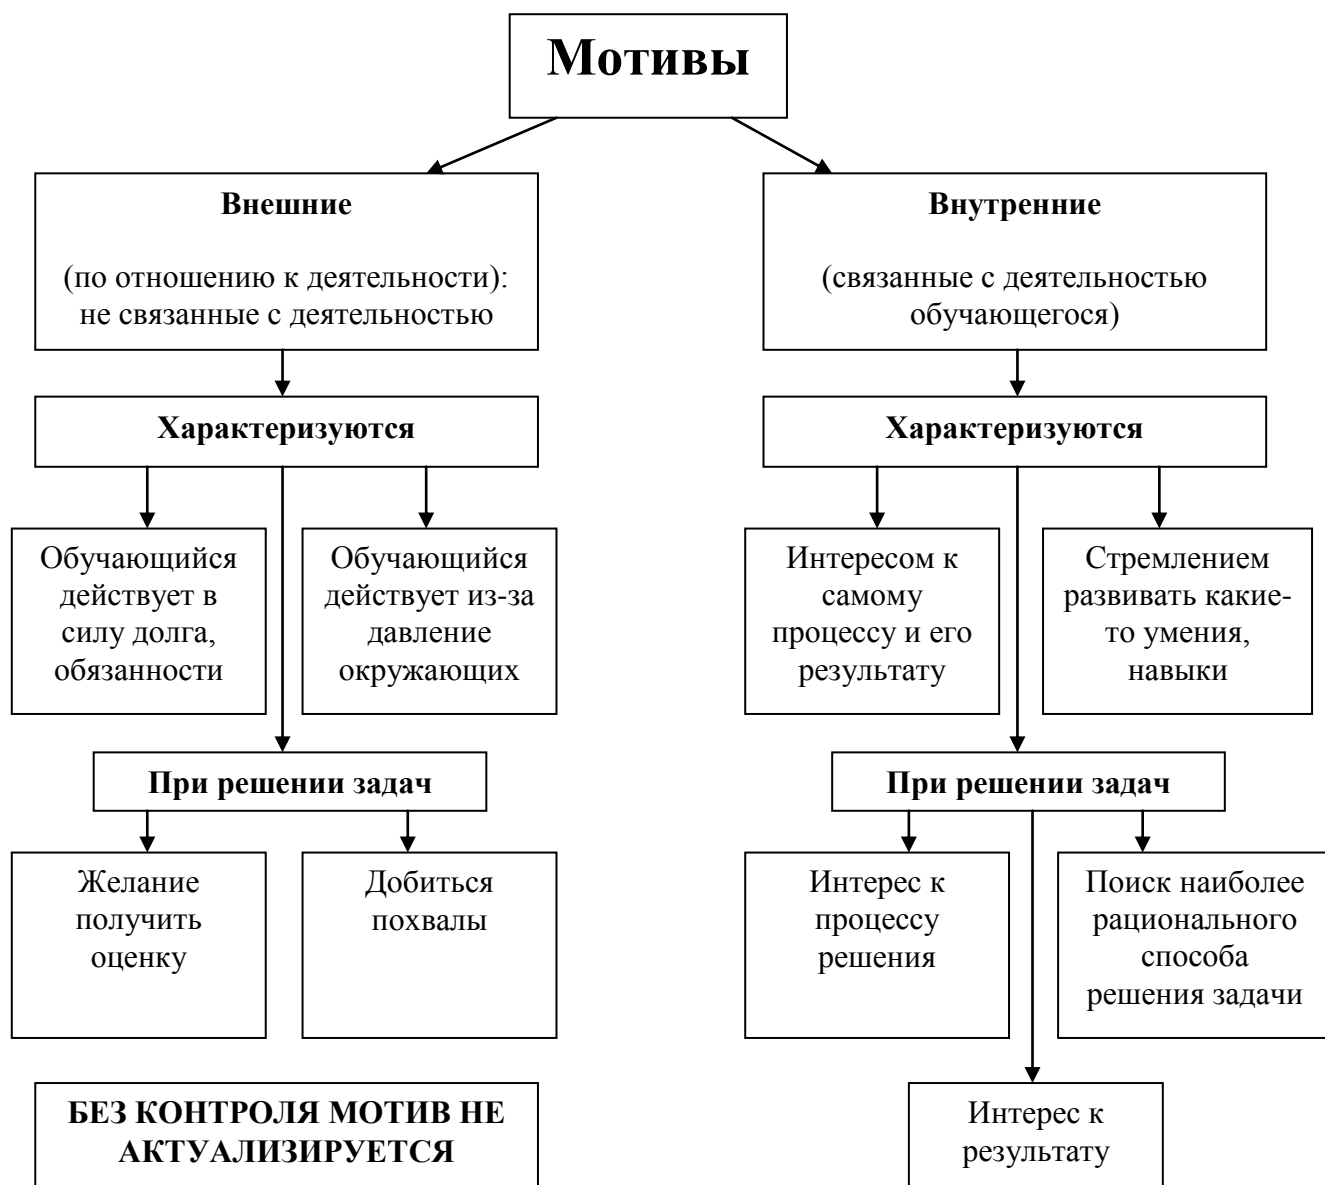 Мотивы
Внешние
(по отношению к деятельности):
не связанные с деятельностью
Внутренние
(связанные с деятельностью
обучающегося)
Характеризуются
Характеризуются
Обучающийся
действует в
силу долга,
обязанности
Обучающийся
действует из-за
давление
окружающих
Интересом к
самому
процессу и его
результату
Стремлением
развивать какие-
то умения,
навыки
При решении задач
При решении задач
Желание
получить
оценку
Добиться
похвалы
Интерес к
процессу
решения
Поиск наиболее
рационального
способа
решения задачи
БЕЗ КОНТРОЛЯ МОТИВ НЕ
АКТУАЛИЗИРУЕТСЯ
Интерес к
результату